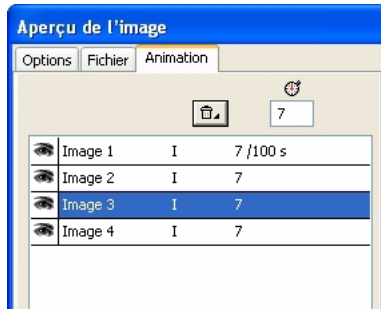 Aperçu de l'image
Options Fichier Animation
7
Image 1 I 7 /100 s
Image 2 I 7
Image 3 I 7
Image 4 I 7